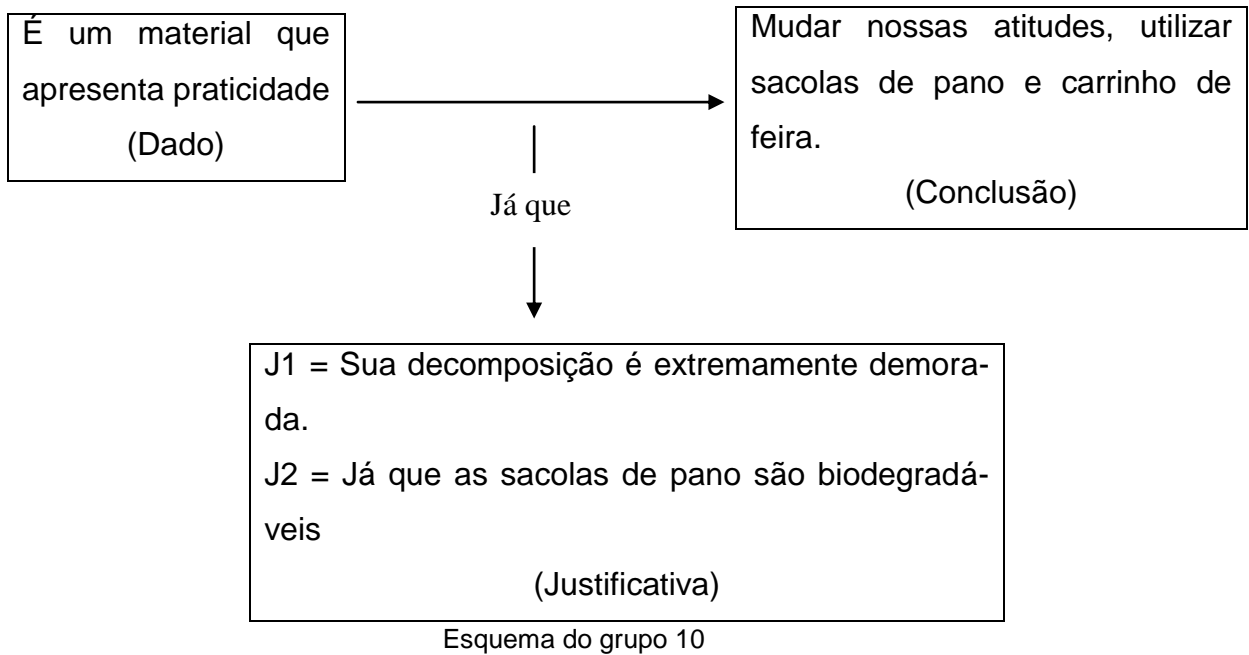 É um material que
apresenta praticidade
(Dado)
Mudar nossas atitudes, utilizar
sacolas de pano e carrinho de
feira.
(Conclusão)
Já que
J1 = Sua decomposição é extremamente demora-
da.
J2 = Já que as sacolas de pano são biodegradá-
veis
(Justificativa)
Esquema do grupo 10